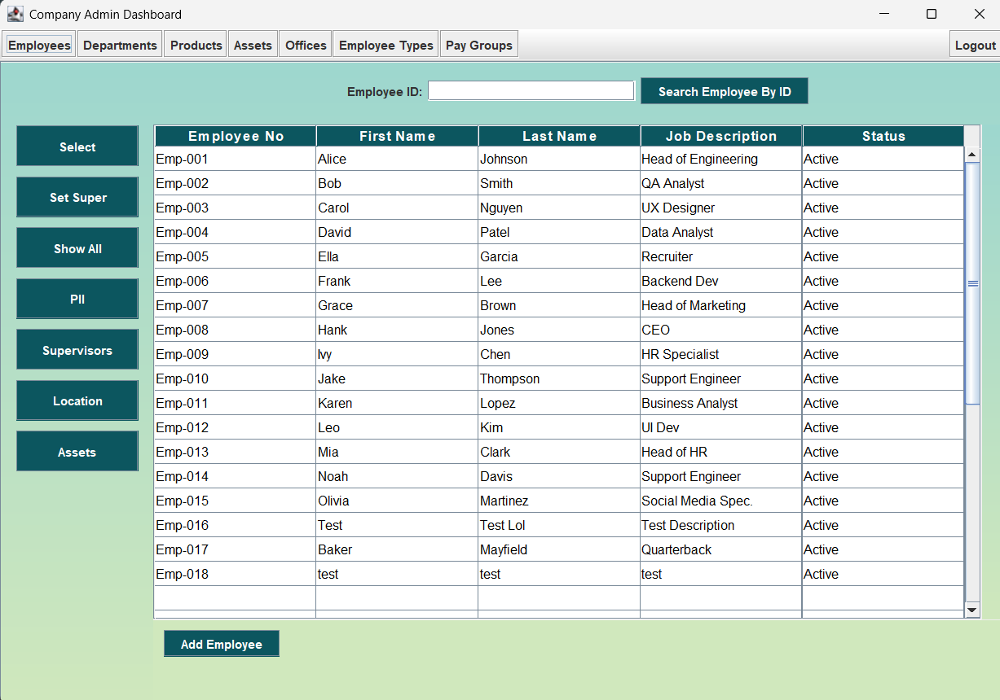 Company Admin Dashboard
Employees Departments Products Assets Offices Employee Types Pay Groups Logout
Employee ID: Search Employee By ID
Select
Set Super
Show All
PII
Supervisors
Location
Assets
Employee No First Name Last Name Job Description Status
Emp-001 Alice Johnson Head of Engineering Active
Emp-002 Bob Smith QA Analyst Active
Emp-003 Carol Nguyen UX Designer Active
Emp-004 David Patel Data Analyst Active
Emp-005 Ella Garcia Recruiter Active
Emp-006 Frank Lee Backend Dev Active
Emp-007 Grace Brown Head of Marketing Active
Emp-008 Hank Jones CEO Active
Emp-009 Ivy Chen HR Specialist Active
Emp-010 Jake Thompson Support Engineer Active
Emp-011 Karen Lopez Business Analyst Active
Emp-012 Leo Kim UI Dev Active
Emp-013 Mia Clark Head of HR Active
Emp-014 Noah Davis Support Engineer Active
Emp-015 Olivia Martinez Social Media Spec. Active
Emp-016 Test Test Lol Test Description Active
Emp-017 Baker Mayfield Quarterback Active
Emp-018 test test test Active
Add Employee